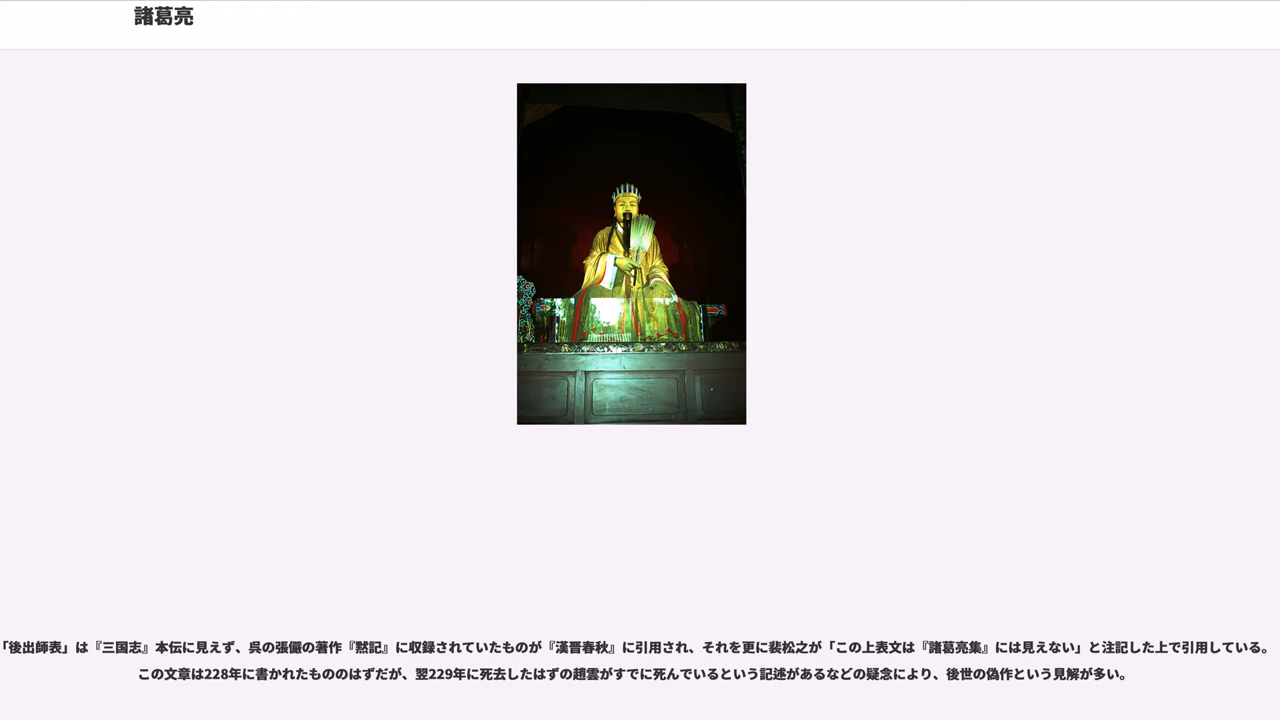 諸葛亮
「後出師表」は『三国志』本伝に見えず、呉の張儼の著作『黙記』に収録されていたものが『漢晋春秋』に引用され、それを更に裴松之が「この上表文は『諸葛亮集』には見えない」と注記した上で引用している。
この文章は228年に書かれたもののはずだが、翌229年に死去したはずの趙雲がすでに死んでいるという記述があるなどの疑念により、後世の偽作という見解が多い。